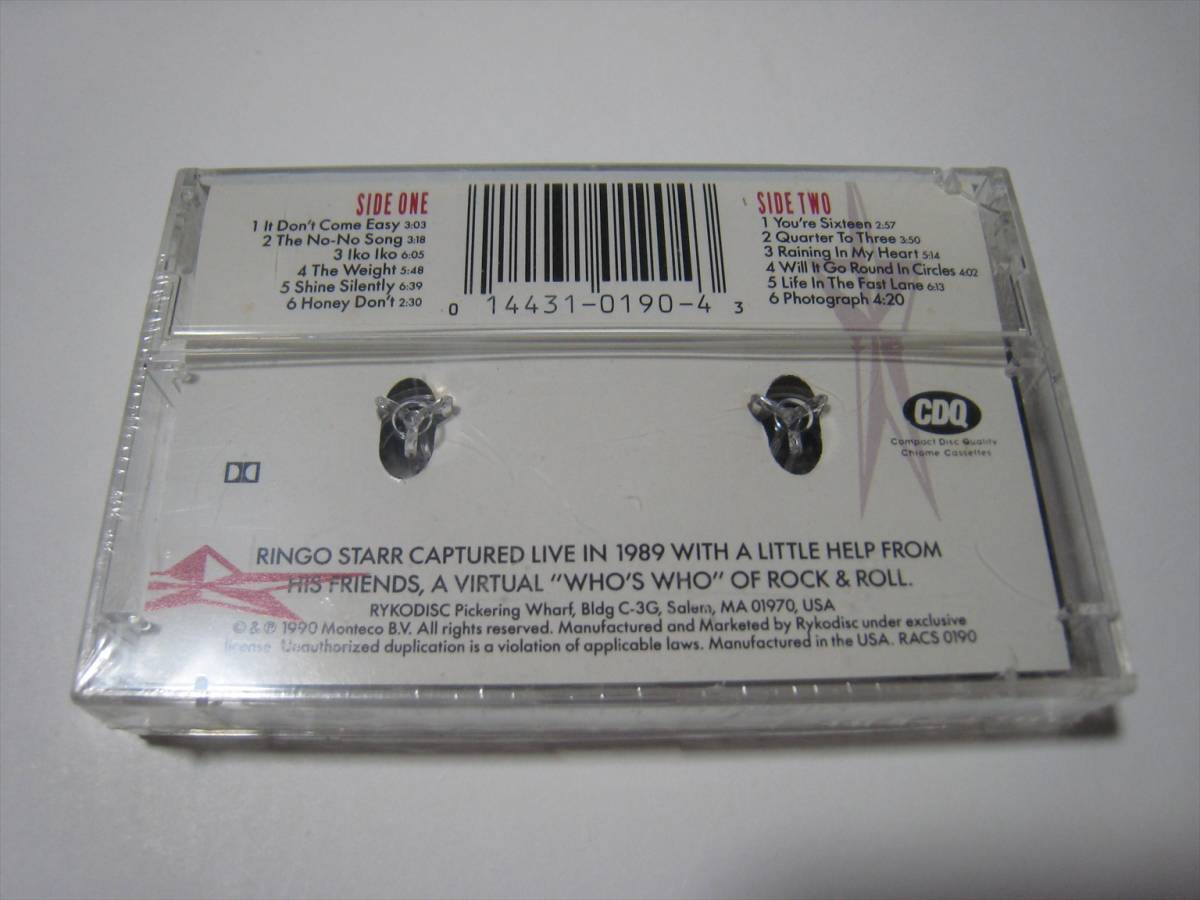 SIDE ONE
1 It Don't Come Easy 3:03
2 The No-No Song 3:18
3 Iko Iko 6:05
4 The Weight 5:48
5 Shine Silently 6:39
6 Honey Don't 2:30
0 14431-0190-4 3
SIDE TWO
1 You're Sixteen 2:57
2 Quarter To Three 3:50
3 Raining In My Heart 5:14
4 Will It Go Round In Circles 4:02
5 Life In The Fast Lane 6:13
6 Photograph 4:20
CDQ
Compact Disc Quality
Chrome Cassettes
RINGO STARR CAPTURED LIVE IN 1989 WITH A LITTLE HELP FROM
HIS FRIENDS, A VIRTUAL "WHO'S WHO" OF ROCK & ROLL.
RYKODISC Pickering Wharf, Bldg C-3G, Salem, MA 01970, USA
© & ℗ 1990 Monteco B.V. All rights reserved. Manufactured and Marketed by Rykodisc under exclusive
license. Unauthorized duplication is a violation of applicable laws. Manufactured in the USA. RACS 0190